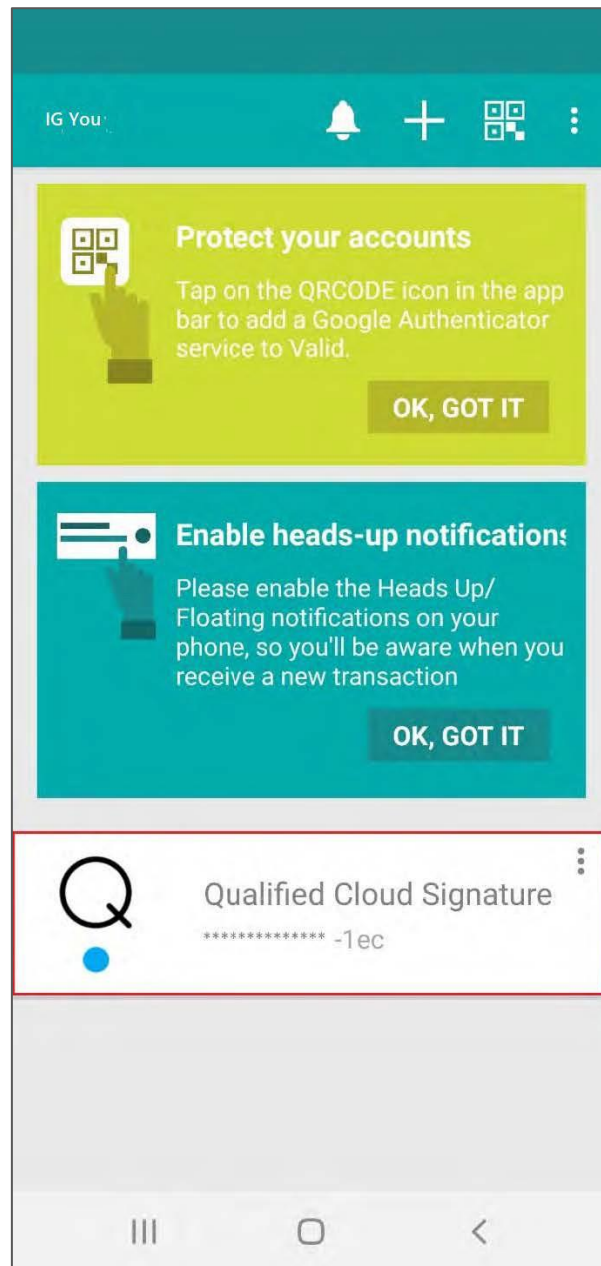 IG You
Protect your accounts
Tap on the QRCODE icon in the app
bar to add a Google Authenticator
service to Valid.
OK, GOT IT
Enable heads-up notifications
Please enable the Heads Up/
Floating notifications on your
phone, so you'll be aware when you
receive a new transaction
OK, GOT IT
Qualified Cloud Signature
************** -1ec